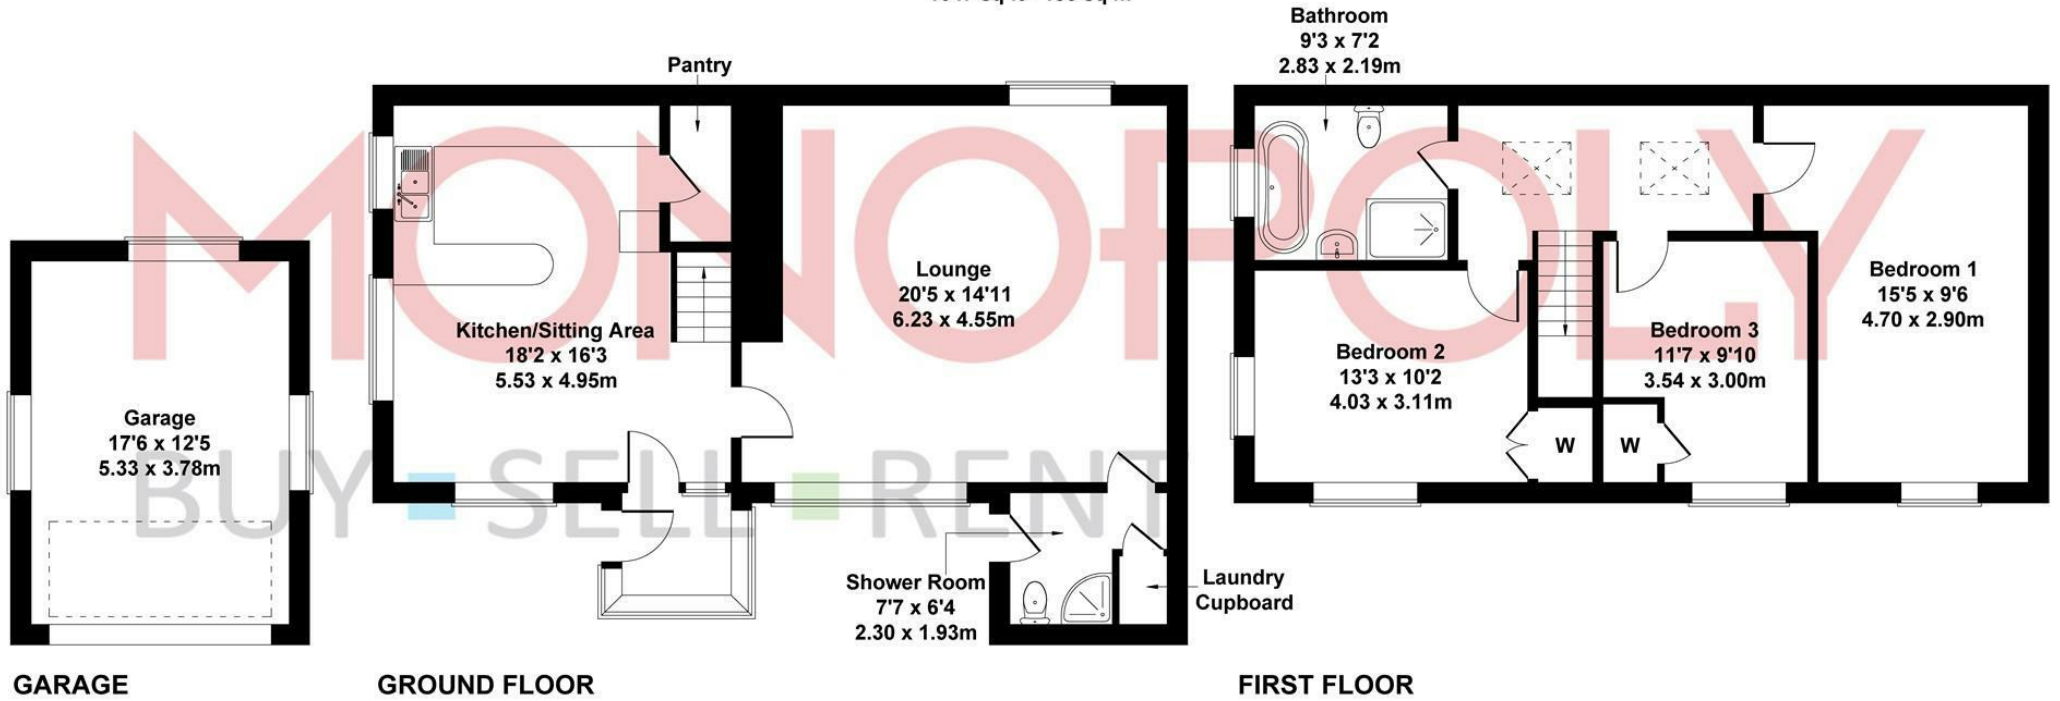 Bathroom
9'3 x 7'2
2.83 x 2.19m
Pantry
MONOPOLY
BUY SELL RENT
Garage
17'6 x 12'5
5.33 x 3.78m
Kitchen/Sitting Area
18'2 x 16'3
5.53 x 4.95m
Lounge
20'5 x 14'11
6.23 x 4.55m
Shower Room
7'7 x 6'4
2.30 x 1.93m
Laundry
Cupboard
Bedroom 2
13'3 x 10'2
4.03 x 3.11m
W
W
Bedroom 3
11'7 x 9'10
3.54 x 3.00m
Bedroom 1
15'5 x 9'6
4.70 x 2.90m
GARAGE
GROUND FLOOR
FIRST FLOOR